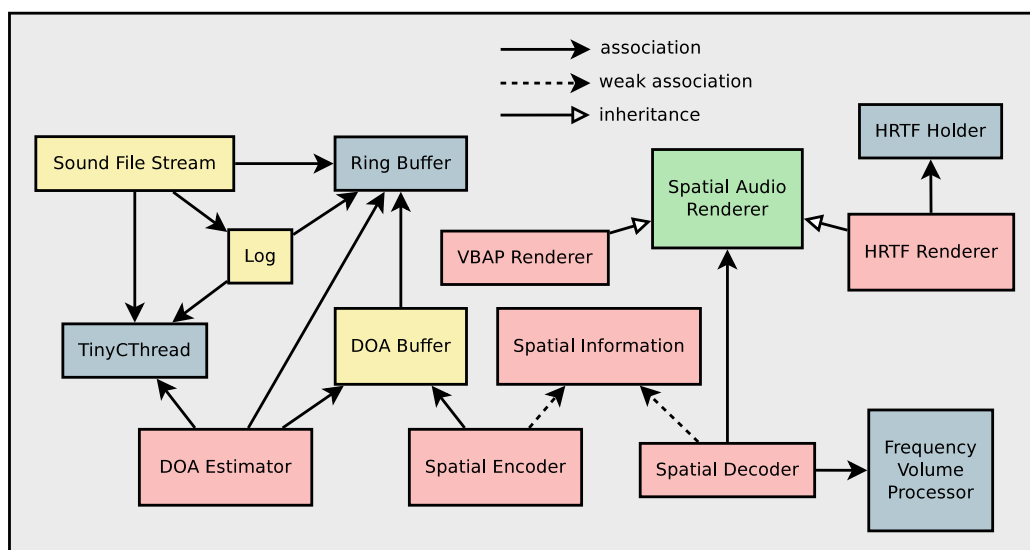 association
weak association
inheritance
Sound File Stream
Ring Buffer
HRTF Holder
Spatial Audio
Renderer
Log
VBAP Renderer
HRTF Renderer
TinyCThread
DOA Buffer
Spatial Information
DOA Estimator
Spatial Encoder
Spatial Decoder
Frequency
Volume
Processor